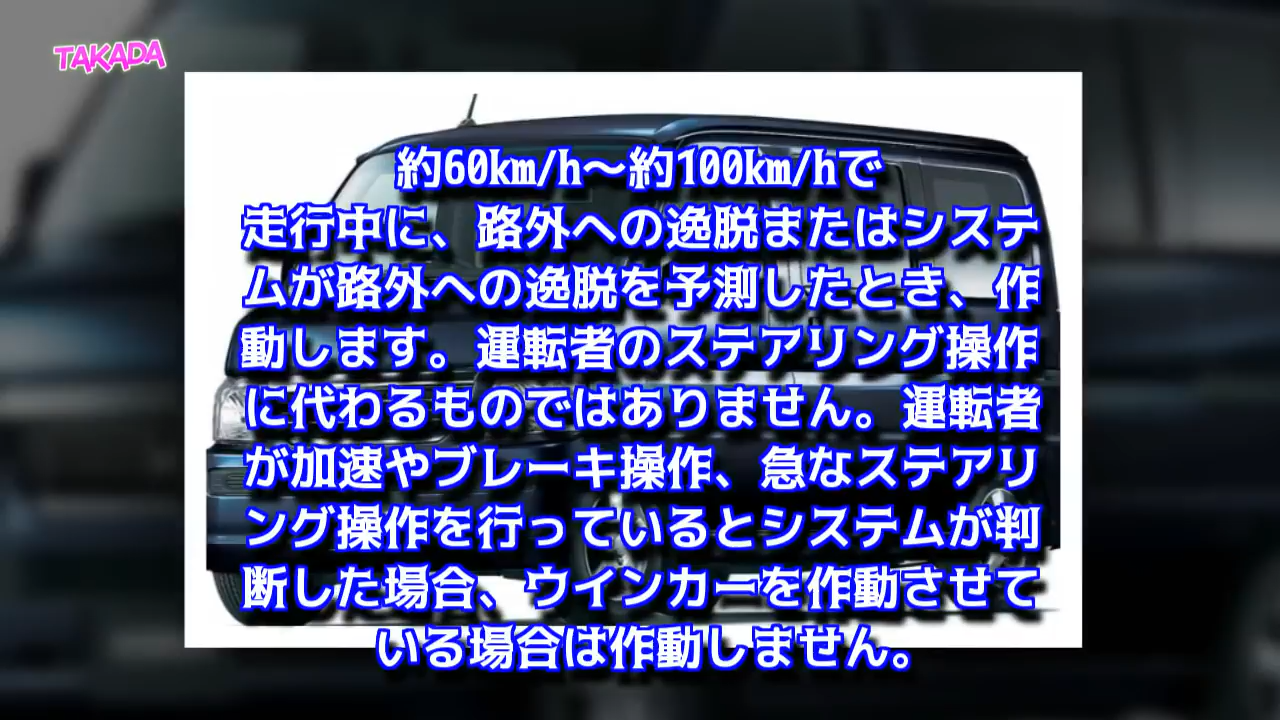 TAKADA
約60km/h～約100km/hで
走行中に、路外への逸脱またはシステ
ムが路外への逸脱を予測したとき、作
動します。運転者のステアリング操作
に代わるものではありません。運転者
が加速やブレーキ操作、急なステアリ
ング操作を行っているとシステムが判
断した場合、ウインカーを作動させて
いる場合は作動しません。